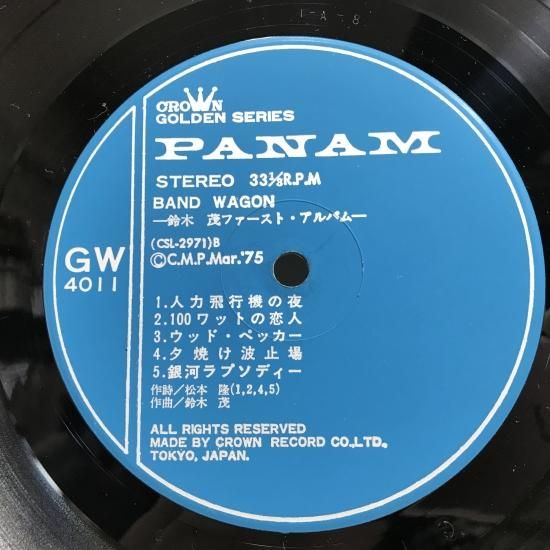 1-A-8
CROWN
GOLDEN SERIES
PANAM
STEREO 33⅓R.P.M
BAND WAGON
—鈴木 茂ファースト・アルバム—
(CSL-2971)B
©C.M.P.Mar.'75
GW
4011
1.人力飛行機の夜
2.100ワットの恋人
3.ウッド・ペッカー
4.夕焼け波止場
5.銀河ラプソディー
作詩/松本 隆(1,2,4,5)
作曲/鈴木 茂
ALL RIGHTS RESERVED
MADE BY CROWN RECORD CO.,LTD.
TOKYO, JAPAN.